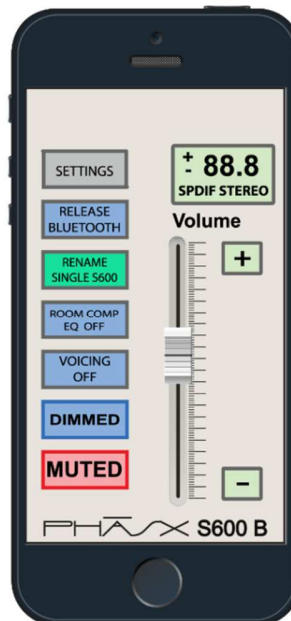 SETTINGS
± 88.8
SPDIF STEREO
RELEASE
BLUETOOTH
Volume
RENAME
SINGLE S600
+
ROOM COMP
EQ OFF
VOICING
OFF
DIMMED
MUTED
-
PHĀSX S600 B